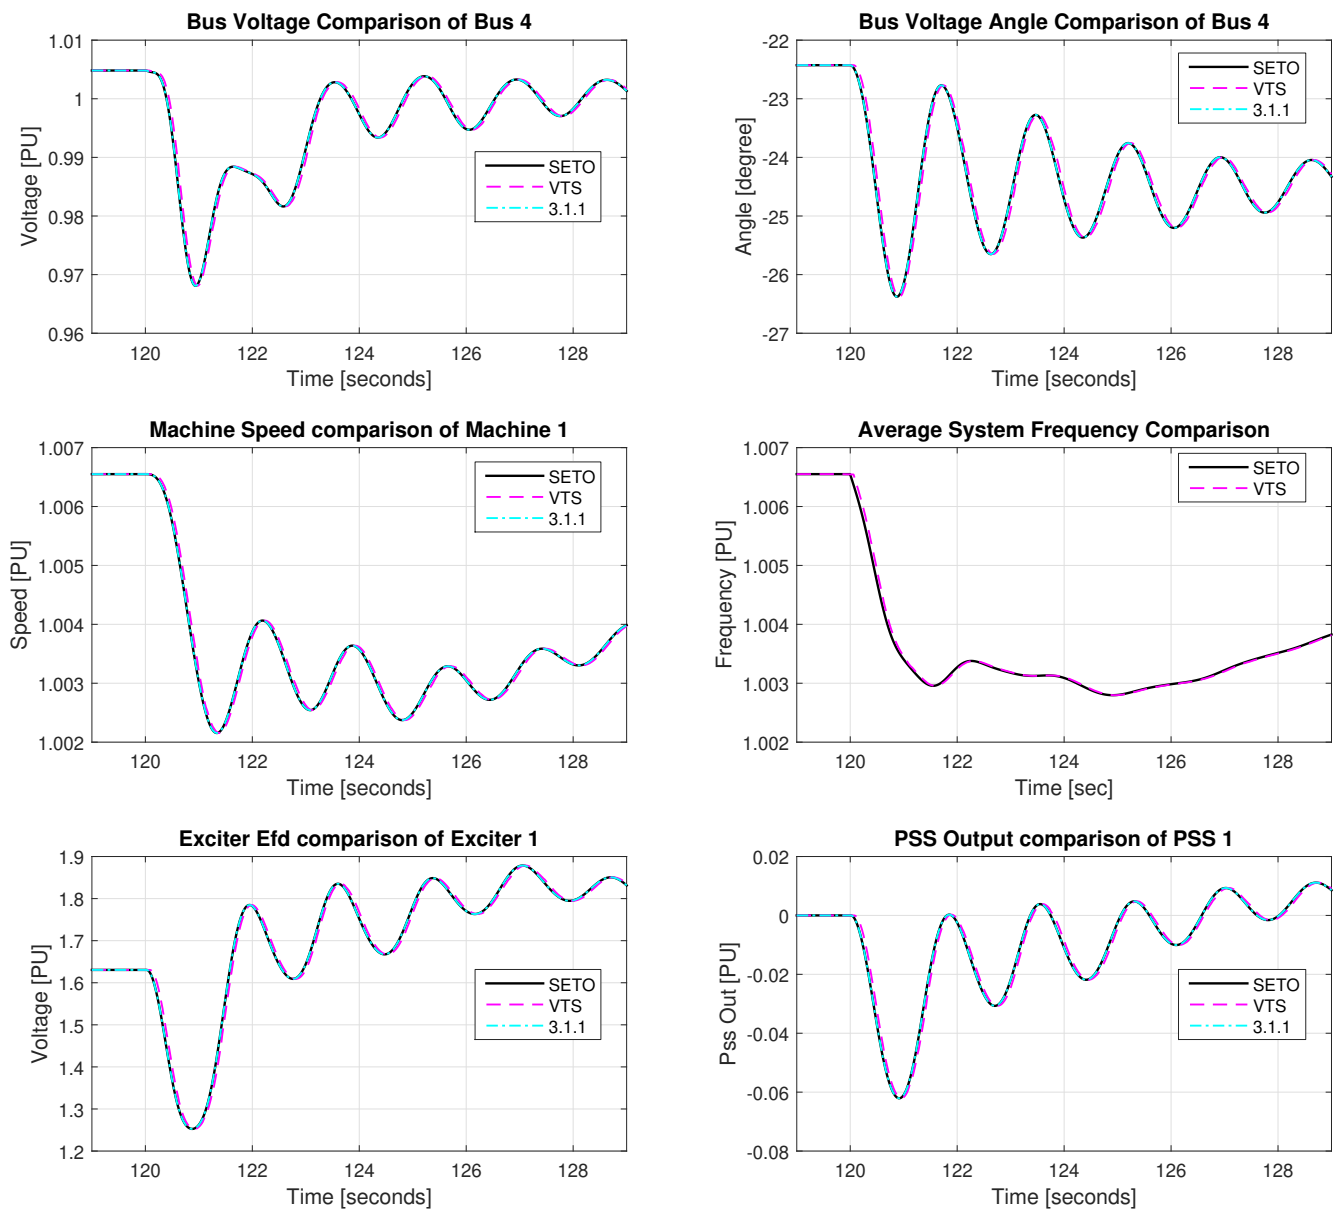 Bus Voltage Comparison of Bus 4
1.01
1
0.99
0.98
0.97
0.96
Voltage [PU]
SETO
VTS
3.1.1
120
122
124
126
128
Time [seconds]
Bus Voltage Angle Comparison of Bus 4
-22
-23
-24
-25
-26
-27
Angle [degree]
SETO
VTS
3.1.1
120
122
124
126
128
Time [seconds]
Machine Speed comparison of Machine 1
1.007
1.006
1.005
1.004
1.003
1.002
Speed [PU]
SETO
VTS
3.1.1
120
122
124
126
128
Time [seconds]
Average System Frequency Comparison
1.007
1.006
1.005
1.004
1.003
1.002
Frequency [PU]
SETO
VTS
120
122
124
126
128
Time [sec]
Exciter Efd comparison of Exciter 1
1.9
1.8
1.7
1.6
1.5
1.4
1.3
1.2
Voltage [PU]
SETO
VTS
3.1.1
120
122
124
126
128
Time [seconds]
PSS Output comparison of PSS 1
0.02
0
-0.02
-0.04
-0.06
-0.08
Pss Out [PU]
SETO
VTS
3.1.1
120
122
124
126
128
Time [seconds]